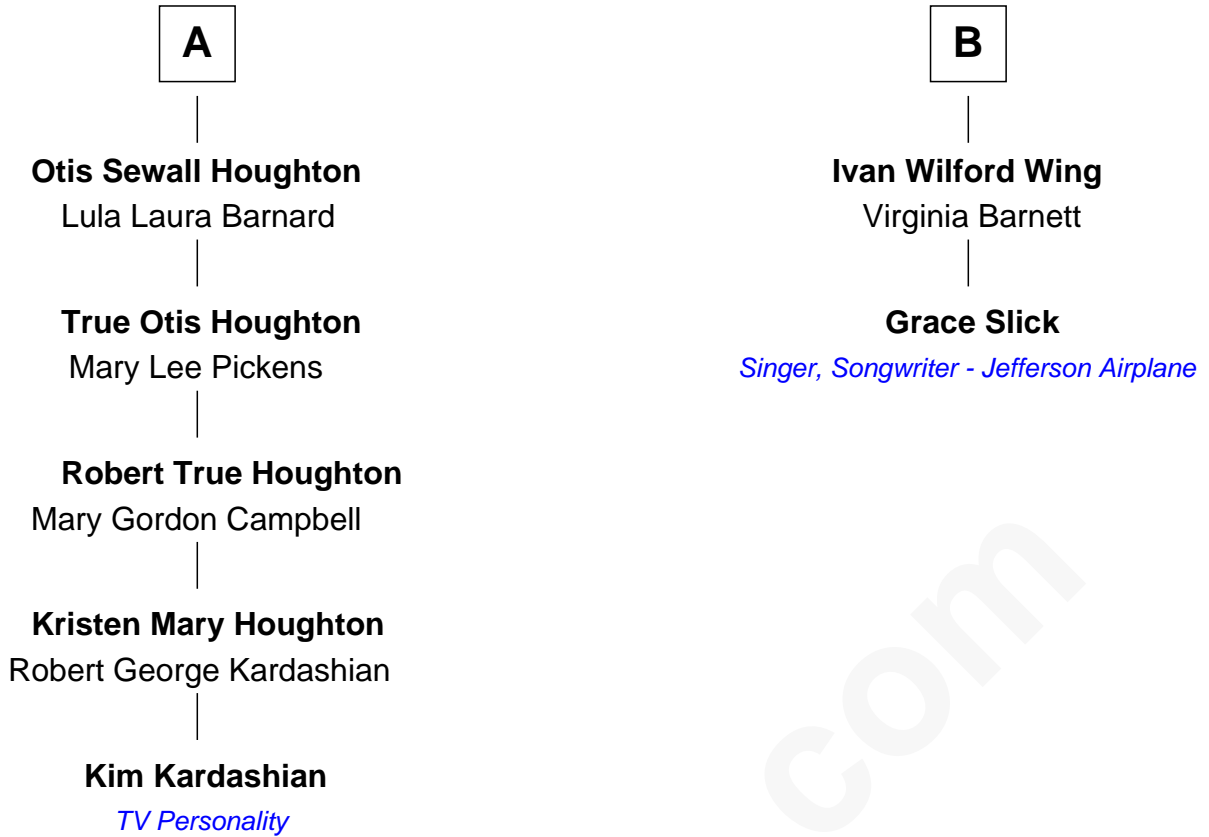 A
Otis Sewall Houghton
Lula Laura Barnard
True Otis Houghton
Mary Lee Pickens
Robert True Houghton
Mary Gordon Campbell
Kristen Mary Houghton
Robert George Kardashian
Kim Kardashian
TV Personality
B
Ivan Wilford Wing
Virginia Barnett
Grace Slick
Singer, Songwriter - Jefferson Airplane
com